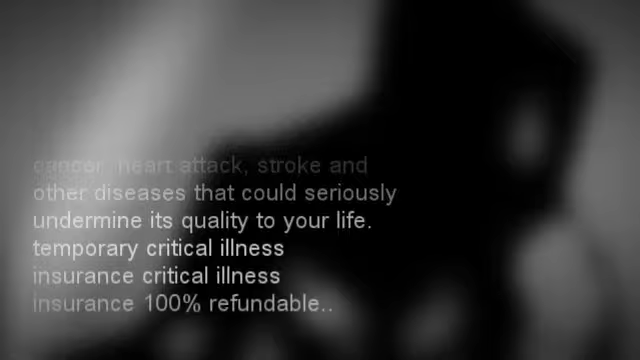 cancer, heart attack, stroke and
other diseases that could seriously
undermine its quality to your life.
temporary critical illness
insurance critical illness
insurance 100% refundable..